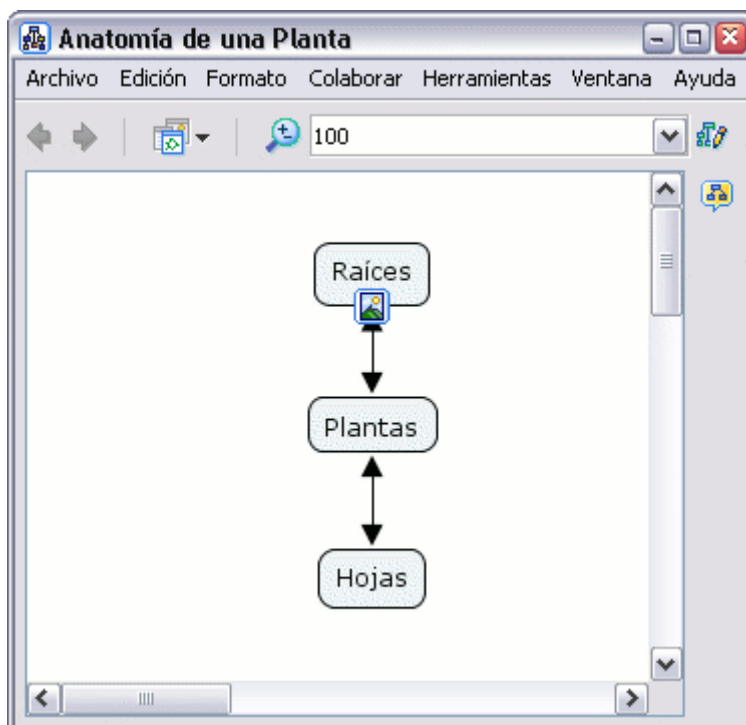 Anatomía de una Planta
Archivo Edición Formato Colaborar Herramientas Ventana Ayuda
100
Raíces
Plantas
Hojas